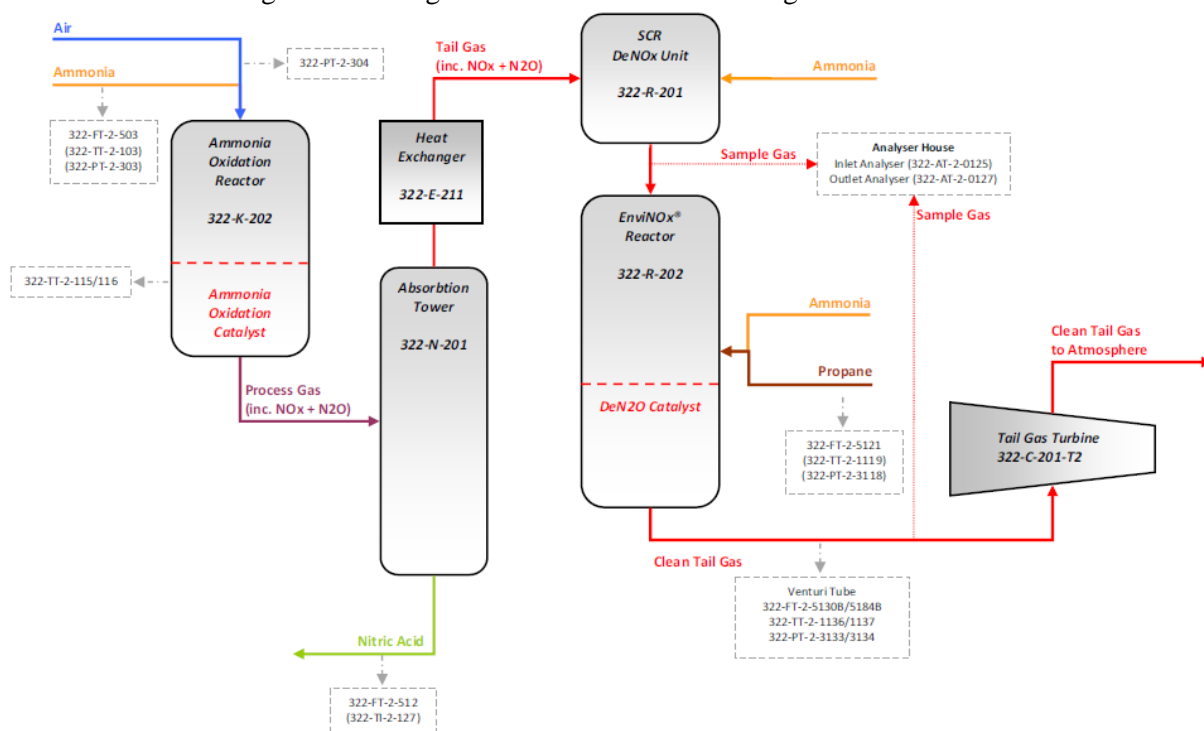 Air
322-PT-2-304
Ammonia
322-FT-2-503
(322-TT-2-103)
(322-PT-2-303)
Ammonia
Oxidation
Reactor
322-K-202
322-TT-2-115/116
Ammonia
Oxidation
Catalyst
Process Gas
(inc. NOx + N2O)
Tail Gas
(inc. NOx + N2O)
Heat
Exchanger
322-E-211
Absorbtion
Tower
322-N-201
Nitric Acid
322-FT-2-512
(322-TI-2-127)
SCR
DeNOx Unit
322-R-201
Ammonia
Sample Gas
Analyser House
Inlet Analyser (322-AT-2-0125)
Outlet Analyser (322-AT-2-0127)
Sample Gas
EnviNOx®
Reactor
322-R-202
Ammonia
Propane
DeN2O Catalyst
322-FT-2-5121
(322-TT-2-1119)
(322-PT-2-3118)
Clean Tail Gas
to Atmosphere
Tail Gas Turbine
322-C-201-T2
Clean Tail Gas
Venturi Tube
322-FT-2-5130B/5184B
322-TT-2-1136/1137
322-PT-2-3133/3134